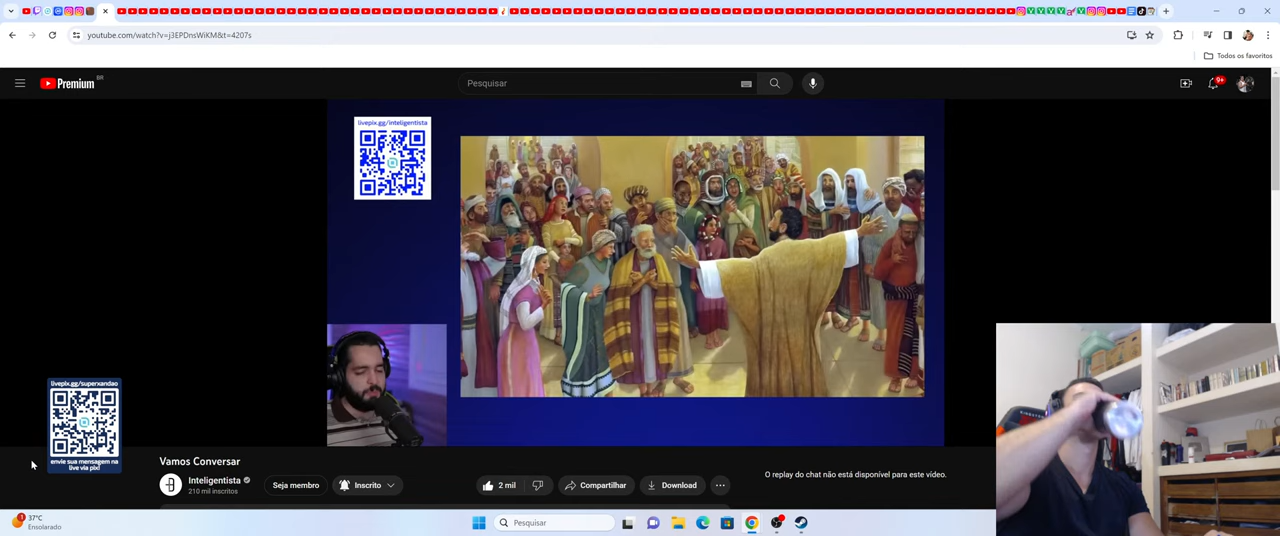 youtube.com/watch?v=j3EPDnsWiKM&t=4207s
Todos os favoritos
Premium BR
Pesquisar
9+
livepix.gg/inteligentista
livepix.gg/superxandao
envie sua mensagem na
live via pix!
Vamos Conversar
Inteligentista
210 mil inscritos
Seja membro
Inscrito
2 mil
Compartilhar
Download
O replay do chat não está disponível para este vídeo.
1
37°C
Ensolarado
Pesquisar